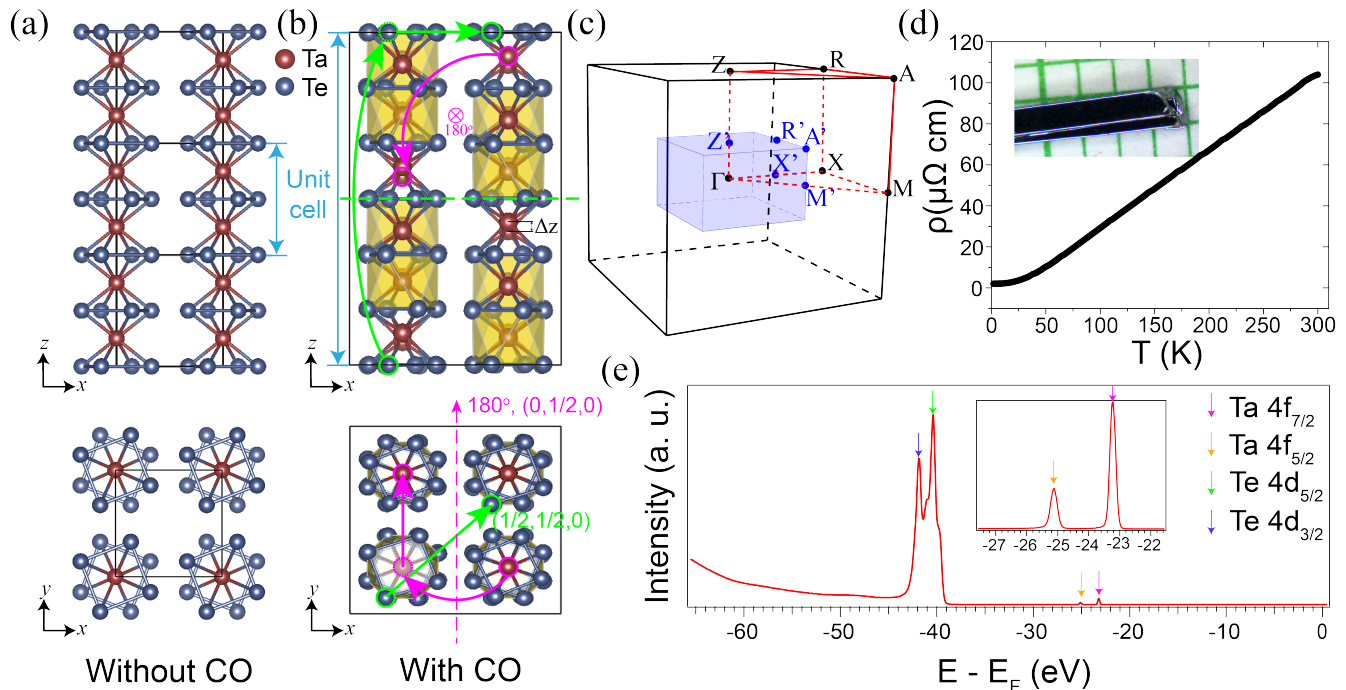 (a)
Ta
Te
Unit
cell
z
x
y
x
Without CO
(b)
⊗
180°
Δz
z
x
180°, (0,1/2,0)
(1/2,1/2,0)
y
x
With CO
(c)
Z
R
A
Z'
R'
A'
Γ
X'
X
M'
M
(d)
120
100
80
60
40
20
0
ρ(μΩ cm)
0
50
100
150
200
250
300
T (K)
(e)
Intensity (a. u.)
-27
-26
-25
-24
-23
-22
Ta 4f7/2
Ta 4f5/2
Te 4d5/2
Te 4d3/2
-60
-50
-40
-30
-20
-10
0
E - EF (eV)